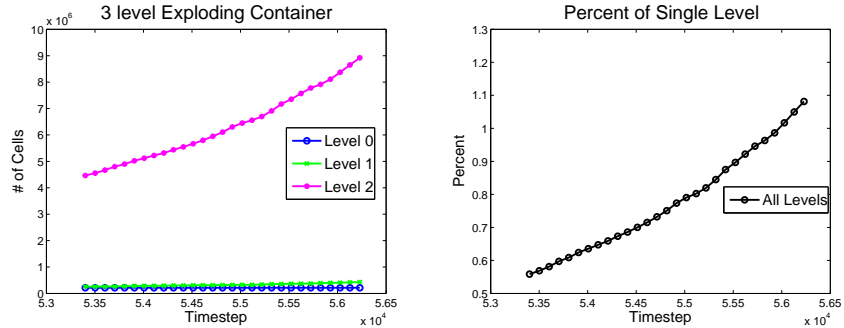 3 level Exploding Container
x 10^6
10
9
8
7
6
5
4
3
2
1
0
# of Cells
Level 0
Level 1
Level 2
5.3 5.35 5.4 5.45 5.5 5.55 5.6 5.65
Timestep
x 10^4
Percent of Single Level
1.3
1.2
1.1
1
0.9
0.8
0.7
0.6
0.5
Percent
All Levels
5.3 5.35 5.4 5.45 5.5 5.55 5.6 5.65
Timestep
x 10^4